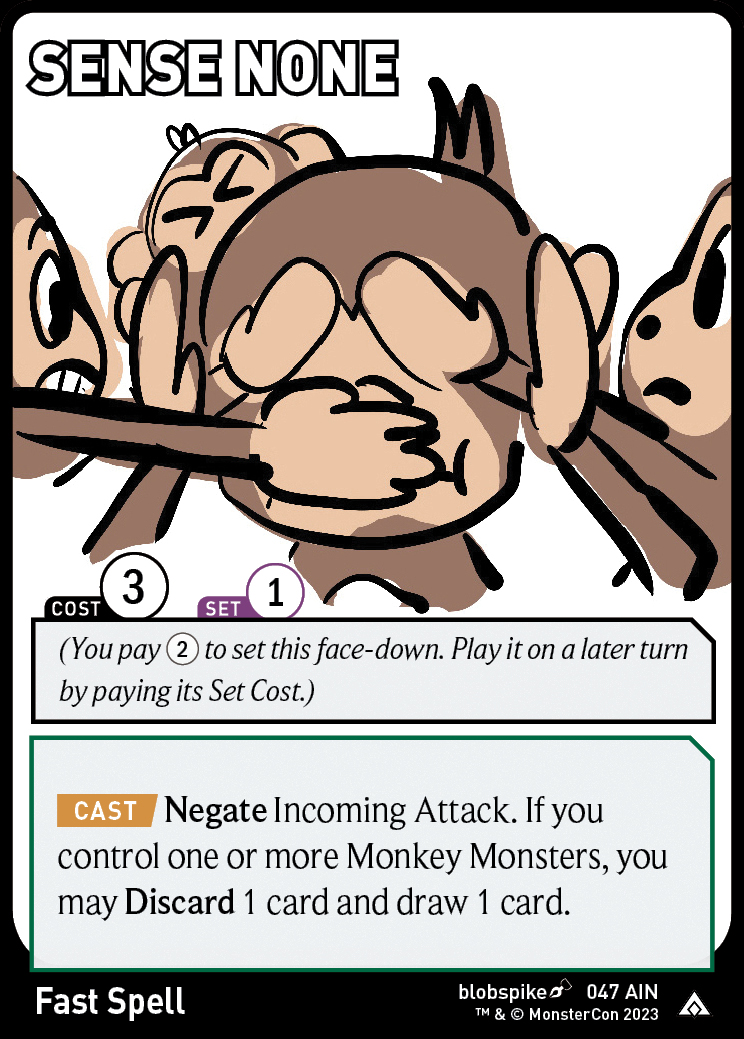 SENSE NONE
COST 3 SET 1
(You pay 2 to set this face-down. Play it on a later turn
by paying its Set Cost.)
CAST Negate Incoming Attack. If you
control one or more Monkey Monsters, you
may Discard 1 card and draw 1 card.
Fast Spell
blobspike 047 AIN
™ & © MonsterCon 2023